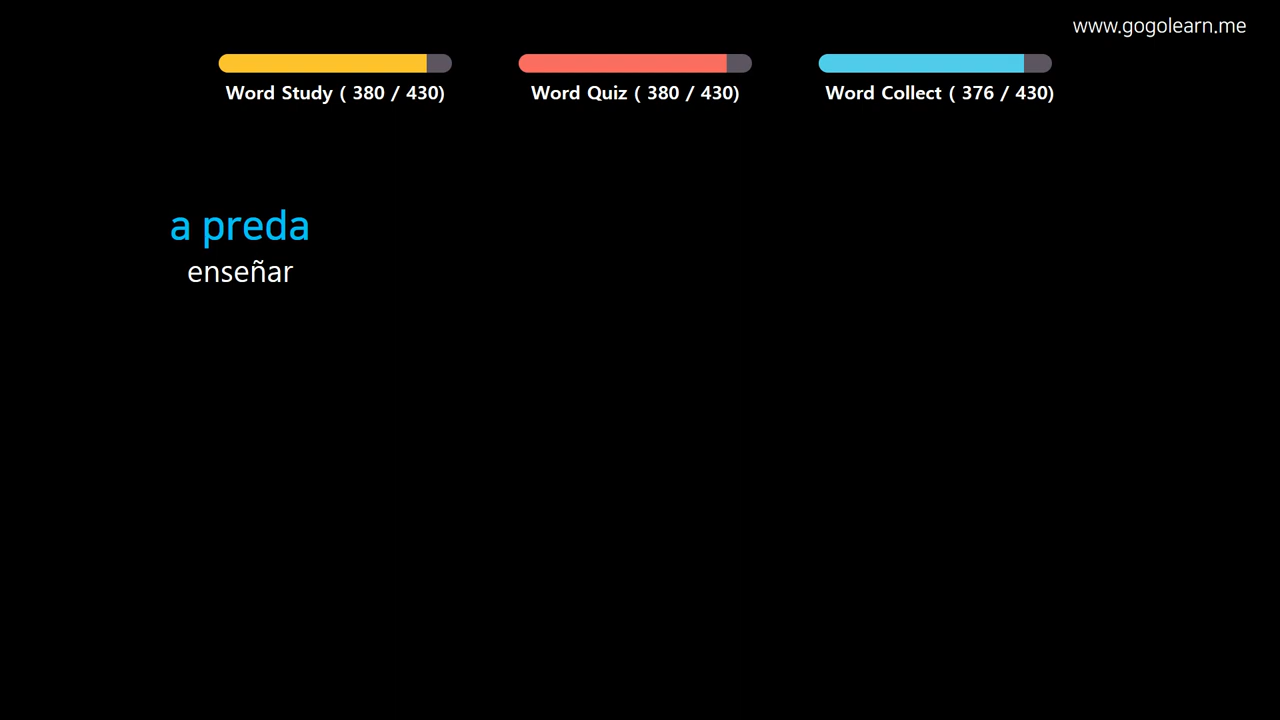 www.gogolearn.me
Word Study ( 380 / 430)
Word Quiz ( 380 / 430)
Word Collect ( 376 / 430)
a preda
enseñar